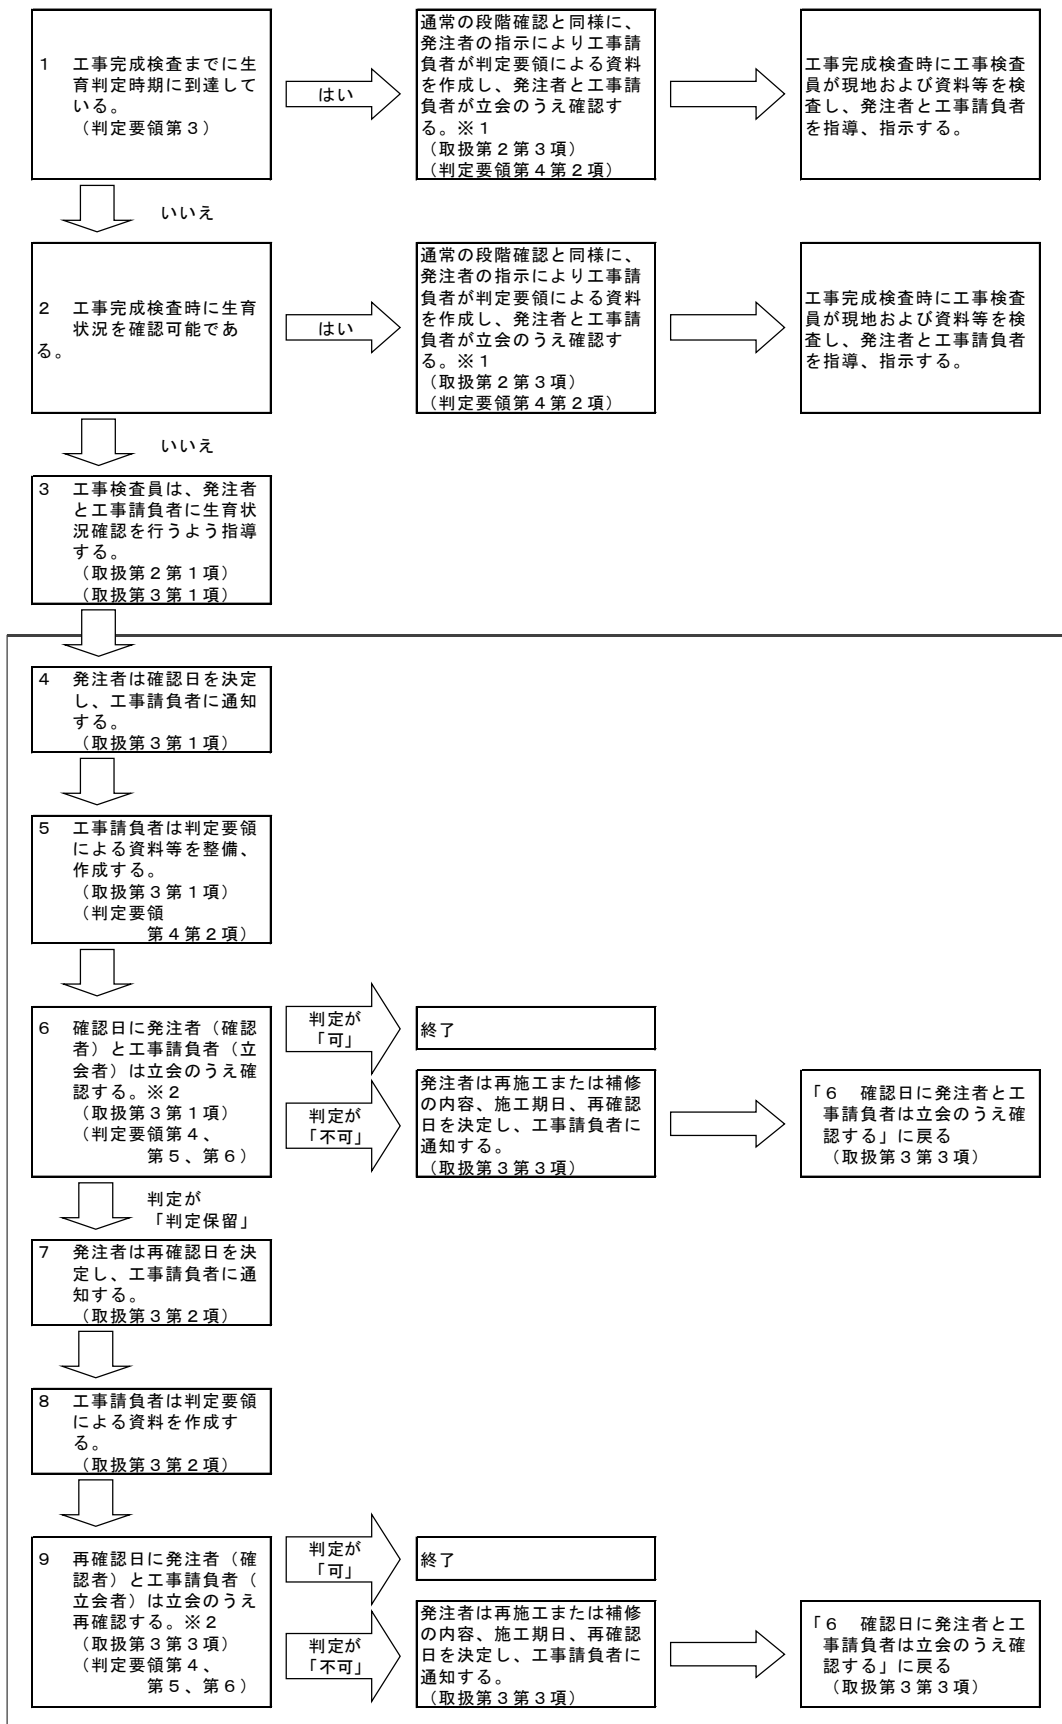 1　工事完成検査までに生
育判定時期に到達して
いる。
（判定要領第３）
はい
通常の段階確認と同様に、
発注者の指示により工事請
負者が判定要領による資料
を作成し、発注者と工事請
負者が立会のうえ確認す
る。※１
（取扱第２第３項）
（判定要領第４第２項）
工事完成検査時に工事検査
員が現地および資料等を検
査し、発注者と工事請負者
を指導、指示する。
いいえ
２　工事完成検査時に生育
状況を確認可能であ
る。
はい
通常の段階確認と同様に、
発注者の指示により工事請
負者が判定要領による資料
を作成し、発注者と工事請
負者が立会のうえ確認す
る。※１
（取扱第２第３項）
（判定要領第４第２項）
工事完成検査時に工事検査
員が現地および資料等を検
査し、発注者と工事請負者
を指導、指示する。
いいえ
３　工事検査員は、発注者
と工事請負者に生育状
況確認を行うよう指導
する。
（取扱第２第１項）
（取扱第３第１項）
４　発注者は確認日を決定
し、工事請負者に通知
する。
（取扱第３第１項）
５　工事請負者は判定要領
による資料等を整備、
作成する。
（取扱第３第１項）
（判定要領
第４第２項）
６　確認日に発注者（確認
者）と工事請負者（立
会者）は立会のうえ確
認する。※２
（取扱第３第１項）
（判定要領第４、
第５、第６）
判定が
「可」
終了
判定が
「不可」
発注者は再施工または補修
の内容、施工期日、再確認
日を決定し、工事請負者に
通知する。
（取扱第３第３項）
「６　確認日に発注者と工
事請負者は立会のうえ確
認する」に戻る
（取扱第３第３項）
判定が
「判定保留」
７　発注者は再確認日を決
定し、工事請負者に通
知する。
（取扱第３第２項）
８　工事請負者は判定要領
による資料を作成す
る。
（取扱第３第２項）
９　再確認日に発注者（確
認者）と工事請負者（
立会者）は立会のうえ
再確認する。※２
（取扱第３第３項）
（判定要領第４、
第５、第６）
判定が
「可」
終了
判定が
「不可」
発注者は再施工または補修
の内容、施工期日、再確認
日を決定し、工事請負者に
通知する。
（取扱第３第３項）
「６　確認日に発注者と工
事請負者は立会のうえ確
認する」に戻る
（取扱第３第３項）